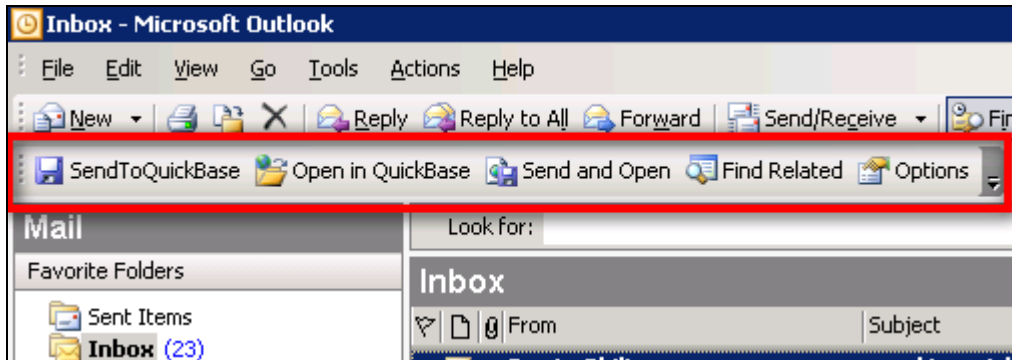 Inbox - Microsoft Outlook
File Edit View Go Tools Actions Help
New Reply Reply to All Forward Send/Receive
SendToQuickBase Open in QuickBase Send and Open Find Related Options
Mail Look for:
Favorite Folders
Inbox
Sent Items
From Subject
Inbox (23)